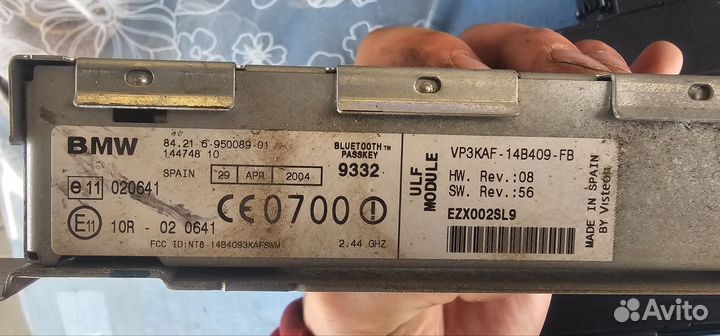 BMW
84.21 6-950089-01
144748 10
SPAIN
29 APR 2004
BLUETOOTH™
PASSKEY
9332
e 11 020641
CE0700
E11 10R - 02 0641
FCC ID:NT8-14B4093KAFSWM
2.44 GHZ
ULF
MODULE
VP3KAF-14B409-FB
HW. Rev.:08
SW. Rev.:56
EZX002SL9
MADE IN SPAIN
BY Visteon
Avito